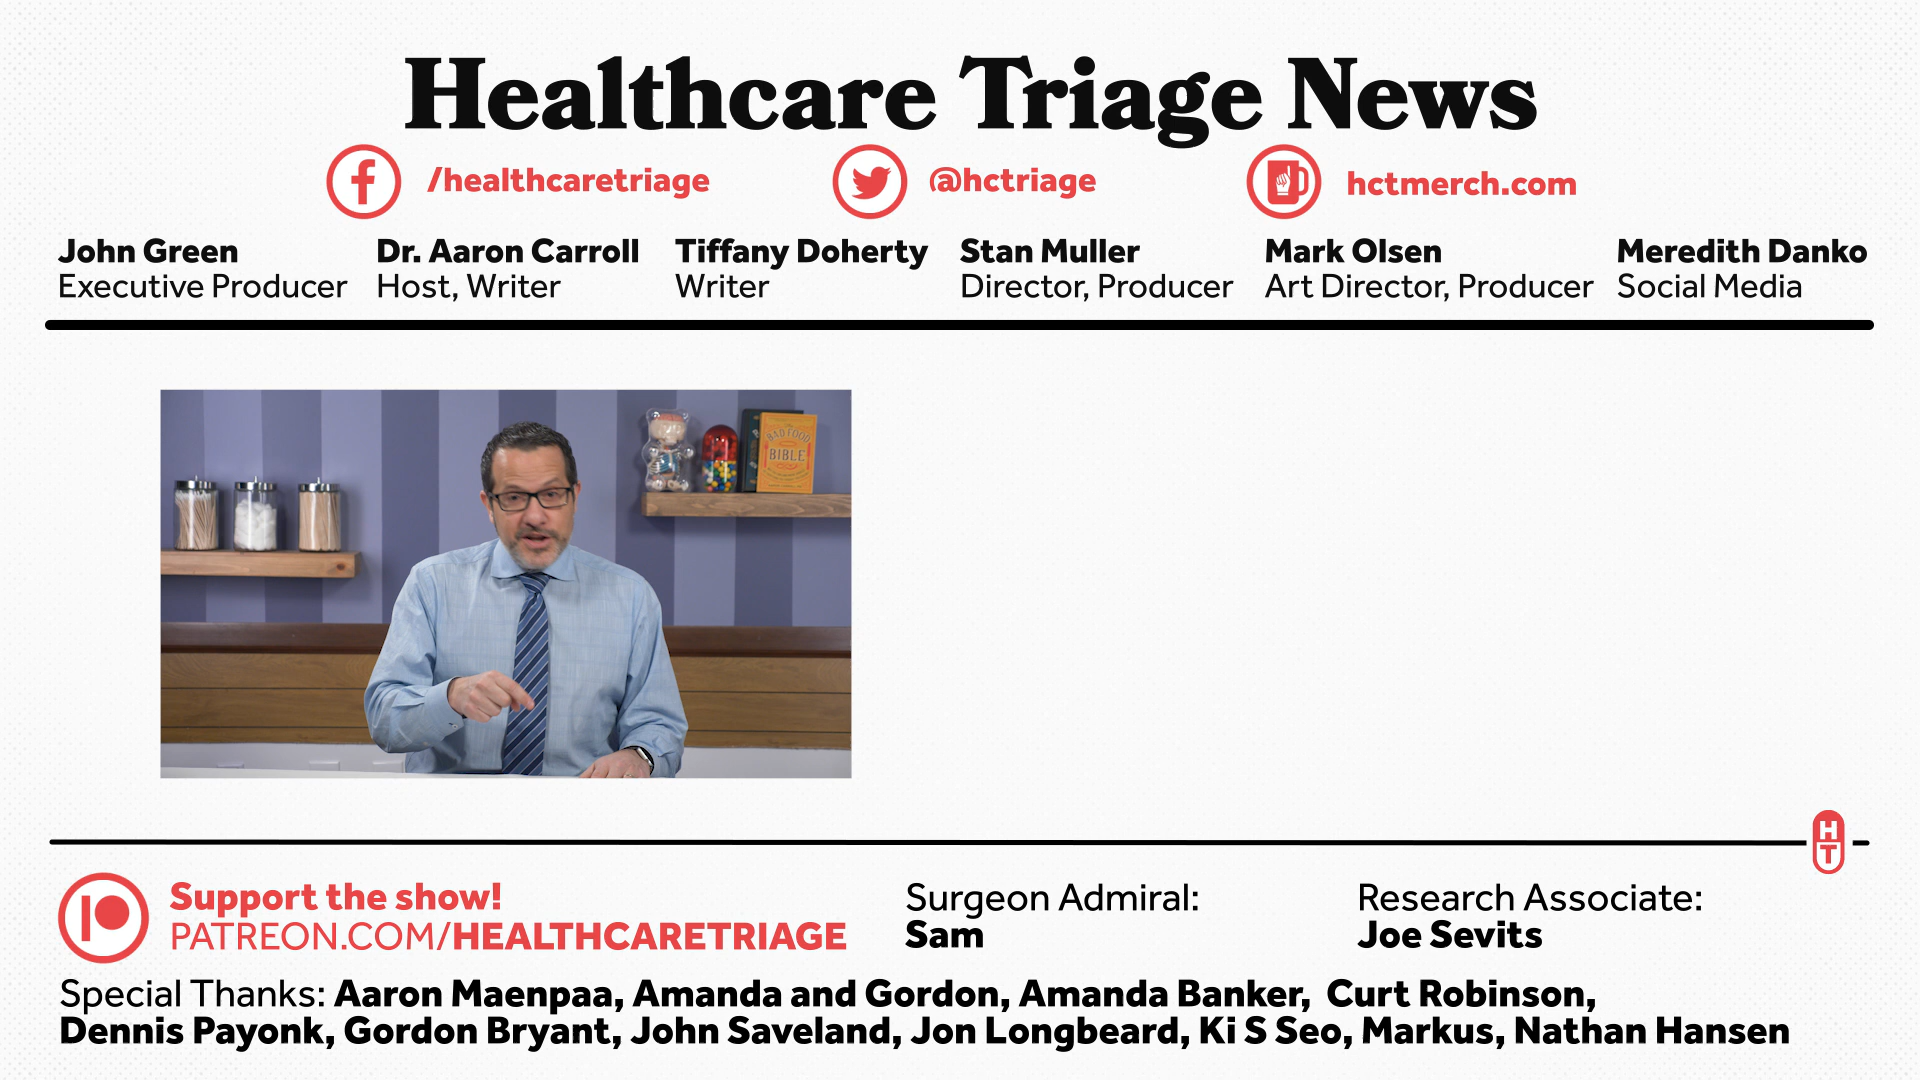 Healthcare Triage News
/healthcaretriage @hctriage hctmerch.com
John Green Dr. Aaron Carroll Tiffany Doherty Stan Muller Mark Olsen Meredith Danko
Executive Producer Host, Writer Writer Director, Producer Art Director, Producer Social Media
BAD FOOD
BIBLE
H
T
Support the show!
PATREON.COM/HEALTHCARETRIAGE
Surgeon Admiral:
Sam
Research Associate:
Joe Sevits
Special Thanks: Aaron Maenpaa, Amanda and Gordon, Amanda Banker, Curt Robinson,
Dennis Payonk, Gordon Bryant, John Saveland, Jon Longbeard, Ki S Seo, Markus, Nathan Hansen